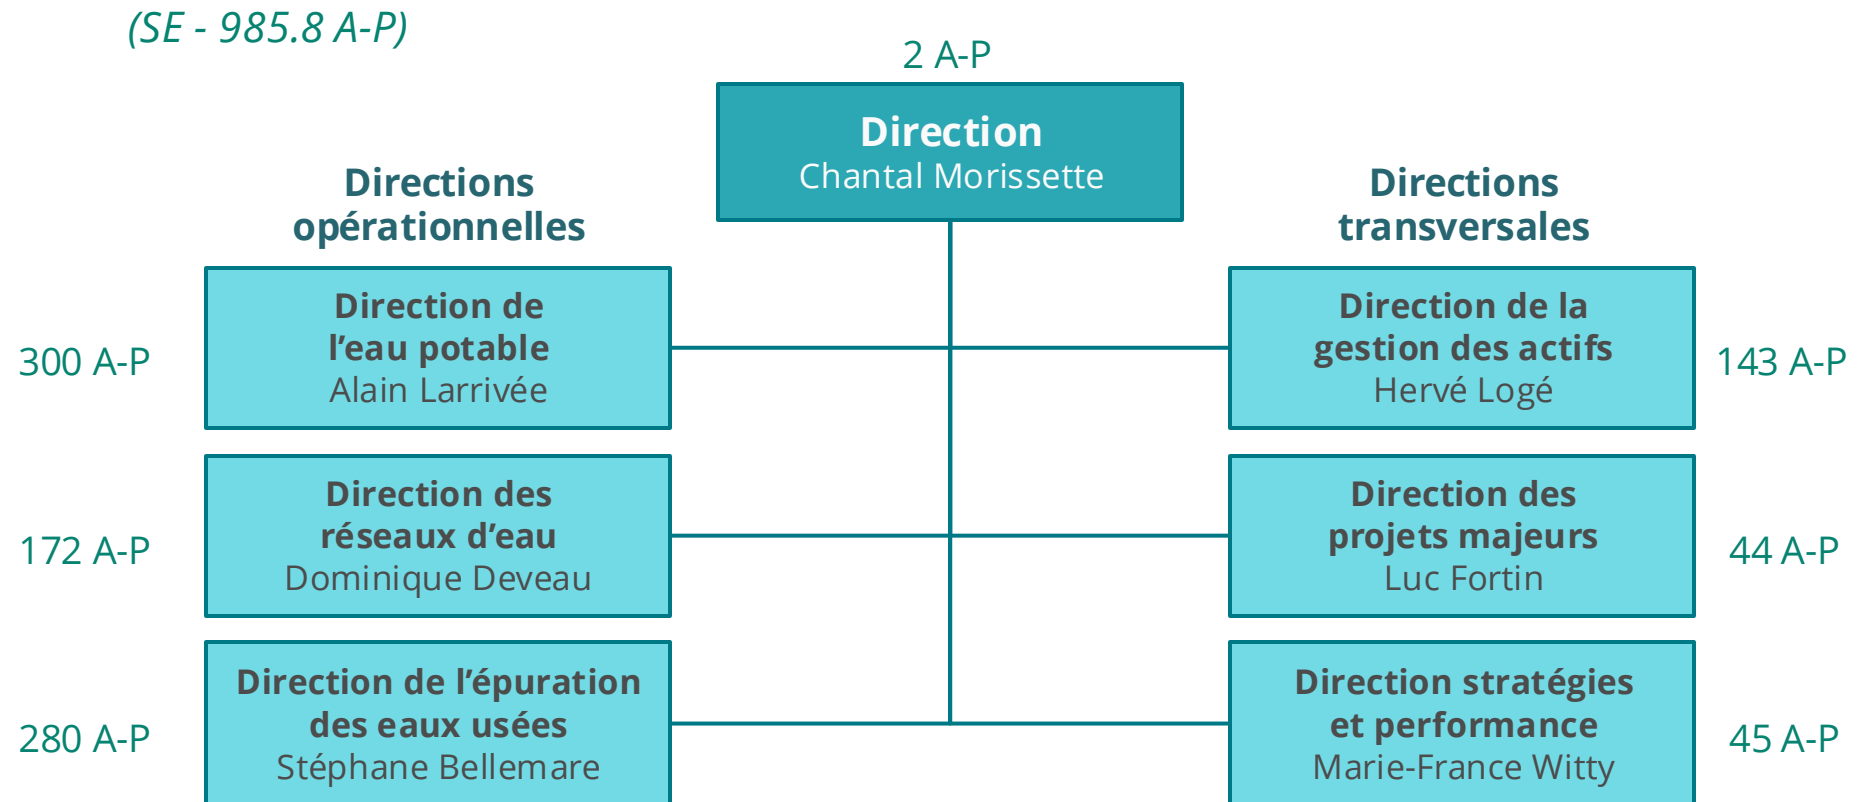 (SE - 985.8 A-P)
2 A-P
Direction
Chantal Morissette
Directions
opérationnelles
Directions
transversales
300 A-P
Direction de
l’eau potable
Alain Larrivée
Direction de la
gestion des actifs
Hervé Logé
143 A-P
172 A-P
Direction des
réseaux d’eau
Dominique Deveau
Direction des
projets majeurs
Luc Fortin
44 A-P
280 A-P
Direction de l’épuration
des eaux usées
Stéphane Bellemare
Direction stratégies
et performance
Marie-France Witty
45 A-P